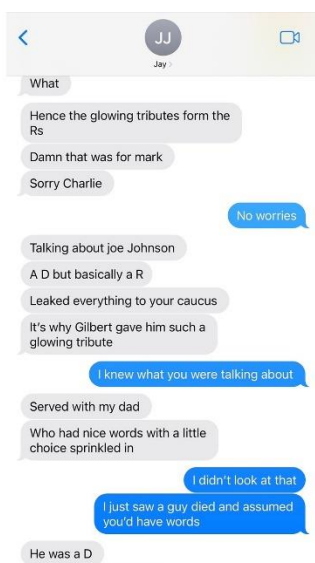 JJ
Jay
What
Hence the glowing tributes form the
Rs
Damn that was for mark
Sorry Charlie
No worries
Talking about joe Johnson
A D but basically a R
Leaked everything to your caucus
It's why Gilbert gave him such a
glowing tribute
I knew what you were talking about
Served with my dad
Who had nice words with a little
choice sprinkled in
I didn't look at that
I just saw a guy died and assumed
you'd have words
He was a D